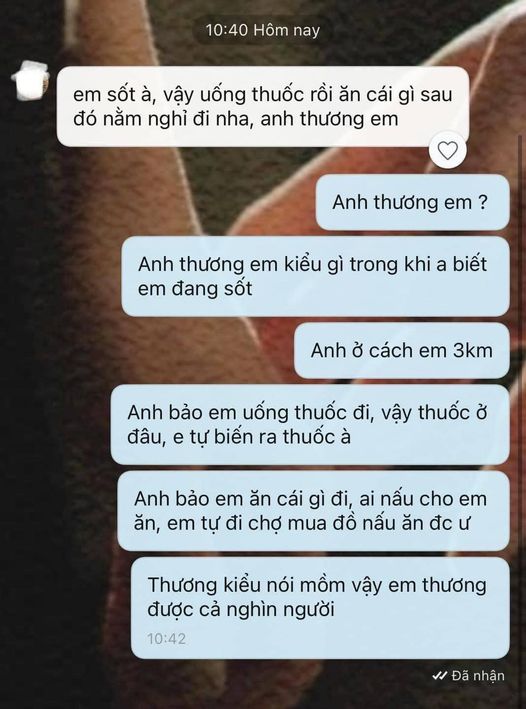 10:40 Hôm nay
em sốt à, vậy uống thuốc rồi ăn cái gì sau
đó nằm nghỉ đi nha, anh thương em
Anh thương em ?
Anh thương em kiểu gì trong khi a biết
em đang sốt
Anh ở cách em 3km
Anh bảo em uống thuốc đi, vậy thuốc ở
đâu, e tự biến ra thuốc à
Anh bảo em ăn cái gì đi, ai nấu cho em
ăn, em tự đi chợ mua đồ nấu ăn đc ư
Thương kiểu nói mồm vậy em thương
được cả nghìn người
10:42
Đã nhận